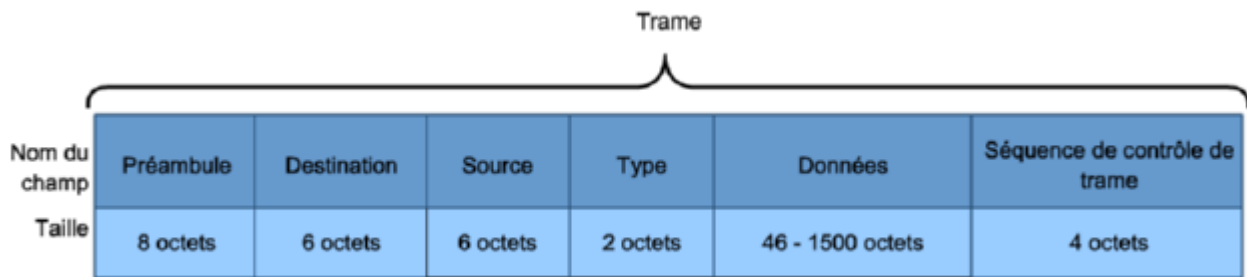 Trame
Nom du champ
Préambule
Destination
Source
Type
Données
Séquence de contrôle de trame
Taille
8 octets
6 octets
6 octets
2 octets
46 - 1500 octets
4 octets